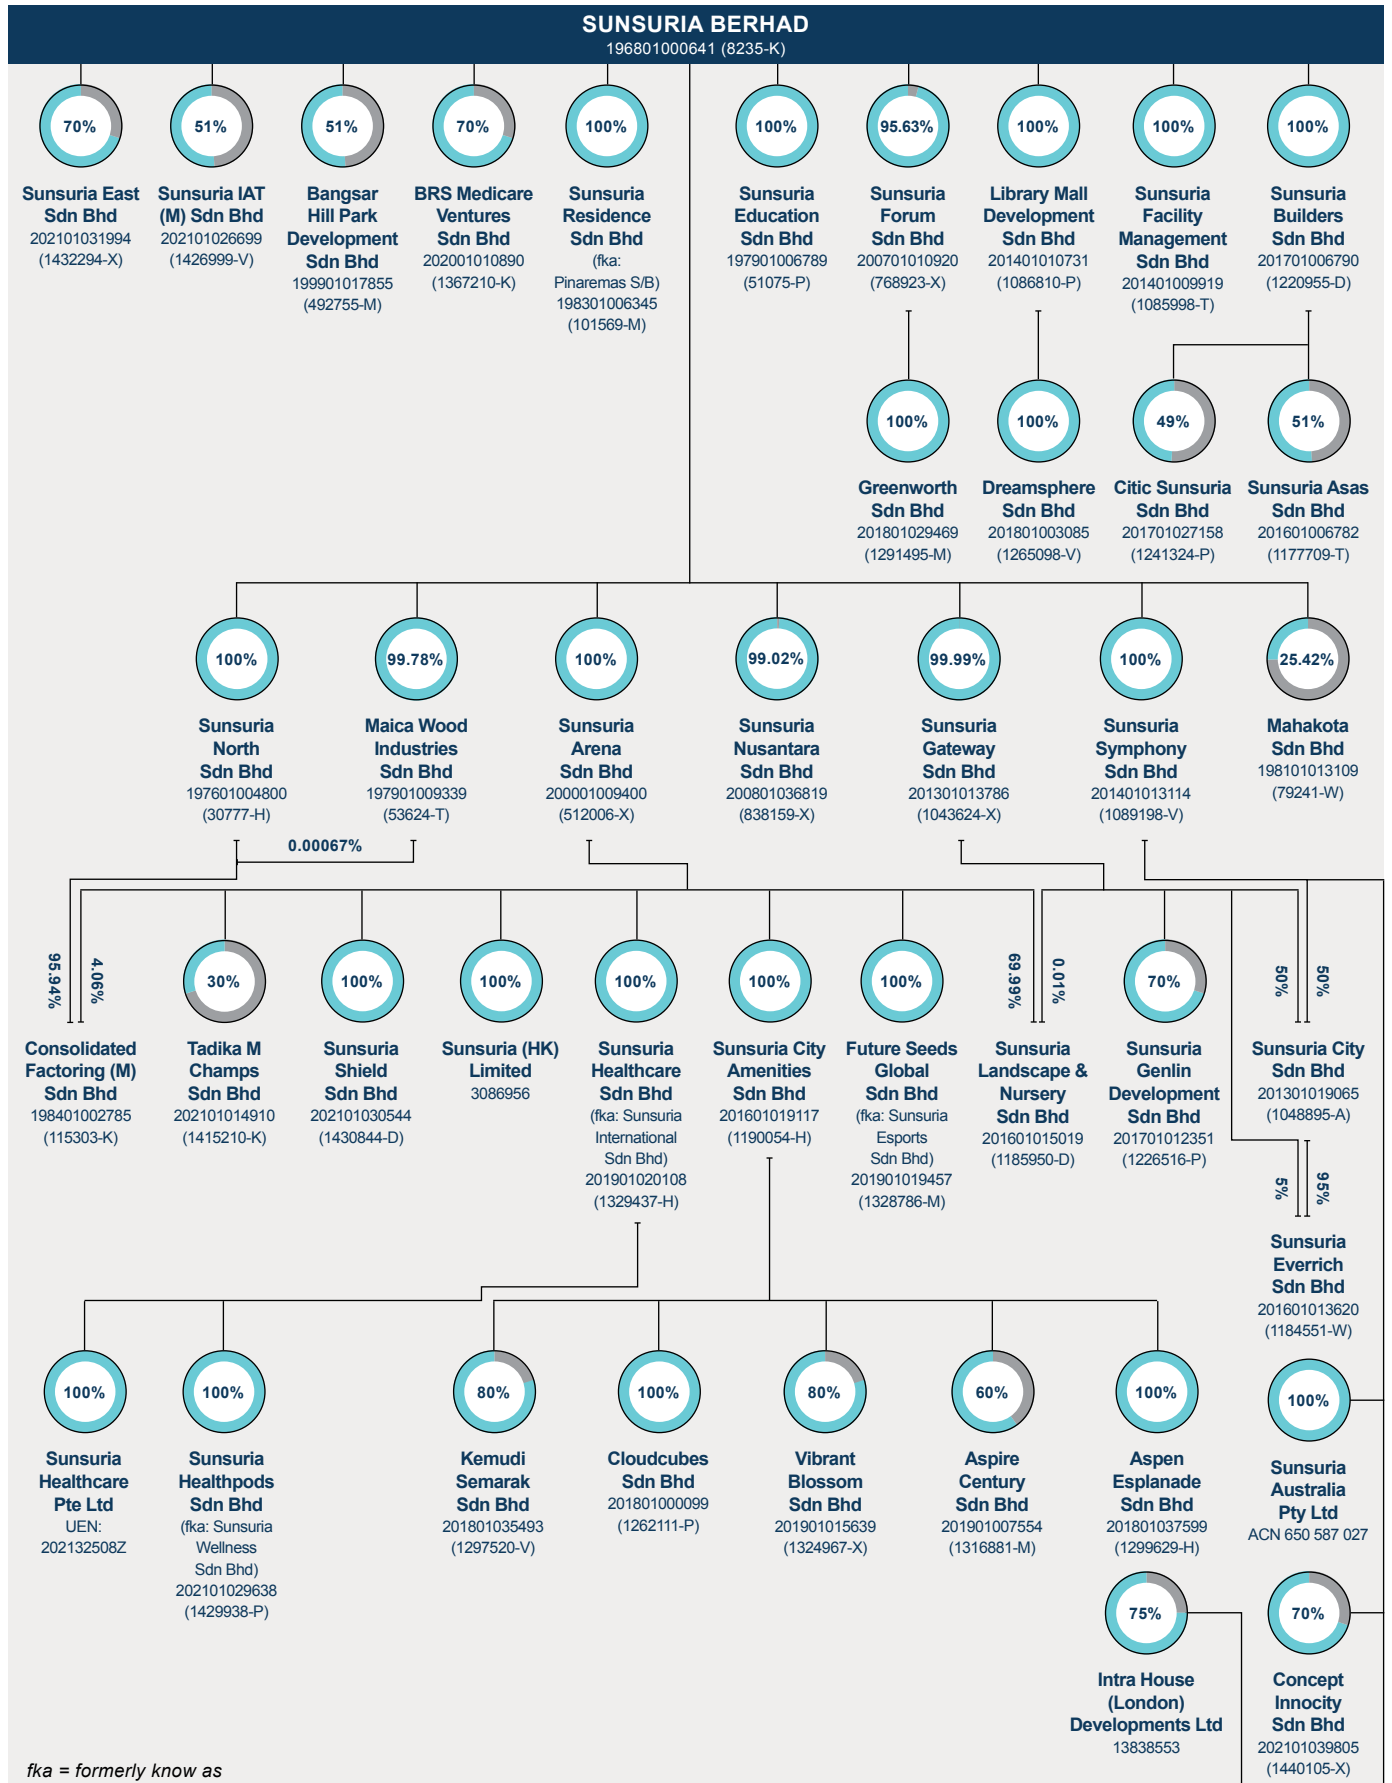 SUNSURIA BERHAD
196801000641 (8235-K)
70%
Sunsuria East
Sdn Bhd
202101031994
(1432294-X)
51%
Sunsuria IAT
(M) Sdn Bhd
202101026699
(1426999-V)
51%
Bangsar
Hill Park
Development
Sdn Bhd
199901017855
(492755-M)
70%
BRS Medicare
Ventures
Sdn Bhd
202001010890
(1367210-K)
100%
Sunsuria
Residence
Sdn Bhd
(fka:
Pinaremas S/B)
198301006345
(101569-M)
100%
Sunsuria
Education
Sdn Bhd
197901006789
(51075-P)
95.63%
Sunsuria
Forum
Sdn Bhd
200701010920
(768923-X)
100%
Library Mall
Development
Sdn Bhd
201401010731
(1086810-P)
100%
Sunsuria
Facility
Management
Sdn Bhd
201401009919
(1085998-T)
100%
Sunsuria
Builders
Sdn Bhd
201701006790
(1220955-D)
100%
Greenworth
Sdn Bhd
201801029469
(1291495-M)
100%
Dreamsphere
Sdn Bhd
201801003085
(1265098-V)
49%
Citic Sunsuria
Sdn Bhd
201701027158
(1241324-P)
51%
Sunsuria Asas
Sdn Bhd
201601006782
(1177709-T)
100%
Sunsuria
North
Sdn Bhd
197601004800
(30777-H)
99.78%
Maica Wood
Industries
Sdn Bhd
197901009339
(53624-T)
100%
Sunsuria
Arena
Sdn Bhd
200001009400
(512006-X)
99.02%
Sunsuria
Nusantara
Sdn Bhd
200801036819
(838159-X)
99.99%
Sunsuria
Gateway
Sdn Bhd
201301013786
(1043624-X)
100%
Sunsuria
Symphony
Sdn Bhd
201401013114
(1089198-V)
25.42%
Mahakota
Sdn Bhd
198101013109
(79241-W)
0.00067%
95.94%
4.06%
Consolidated
Factoring (M)
Sdn Bhd
198401002785
(115303-K)
30%
Tadika M
Champs
Sdn Bhd
202101014910
(1415210-K)
100%
Sunsuria
Shield
Sdn Bhd
202101030544
(1430844-D)
100%
Sunsuria (HK)
Limited
3086956
100%
Sunsuria
Healthcare
Sdn Bhd
(fka: Sunsuria
International
Sdn Bhd)
201901020108
(1329437-H)
100%
Sunsuria City
Amenities
Sdn Bhd
201601019117
(1190054-H)
100%
Future Seeds
Global
Sdn Bhd
(fka: Sunsuria
Esports
Sdn Bhd)
201901019457
(1328786-M)
69.99%
0.01%
Sunsuria
Landscape &
Nursery
Sdn Bhd
201601015019
(1185950-D)
70%
Sunsuria
Genlin
Development
Sdn Bhd
201701012351
(1226516-P)
50%
50%
Sunsuria City
Sdn Bhd
201301019065
(1048895-A)
5%
95%
Sunsuria
Everrich
Sdn Bhd
201601013620
(1184551-W)
100%
Sunsuria
Healthcare
Pte Ltd
UEN:
202132508Z
100%
Sunsuria
Healthpods
Sdn Bhd
(fka: Sunsuria
Wellness
Sdn Bhd)
202101029638
(1429938-P)
80%
Kemudi
Semarak
Sdn Bhd
201801035493
(1297520-V)
100%
Cloudcubes
Sdn Bhd
201801000099
(1262111-P)
80%
Vibrant
Blossom
Sdn Bhd
201901015639
(1324967-X)
60%
Aspire
Century
Sdn Bhd
201901007554
(1316881-M)
100%
Aspen
Esplanade
Sdn Bhd
201801037599
(1299629-H)
100%
Sunsuria
Australia
Pty Ltd
ACN 650 587 027
75%
Intra House
(London)
Developments Ltd
13838553
70%
Concept
Innocity
Sdn Bhd
202101039805
(1440105-X)
fka = formerly know as